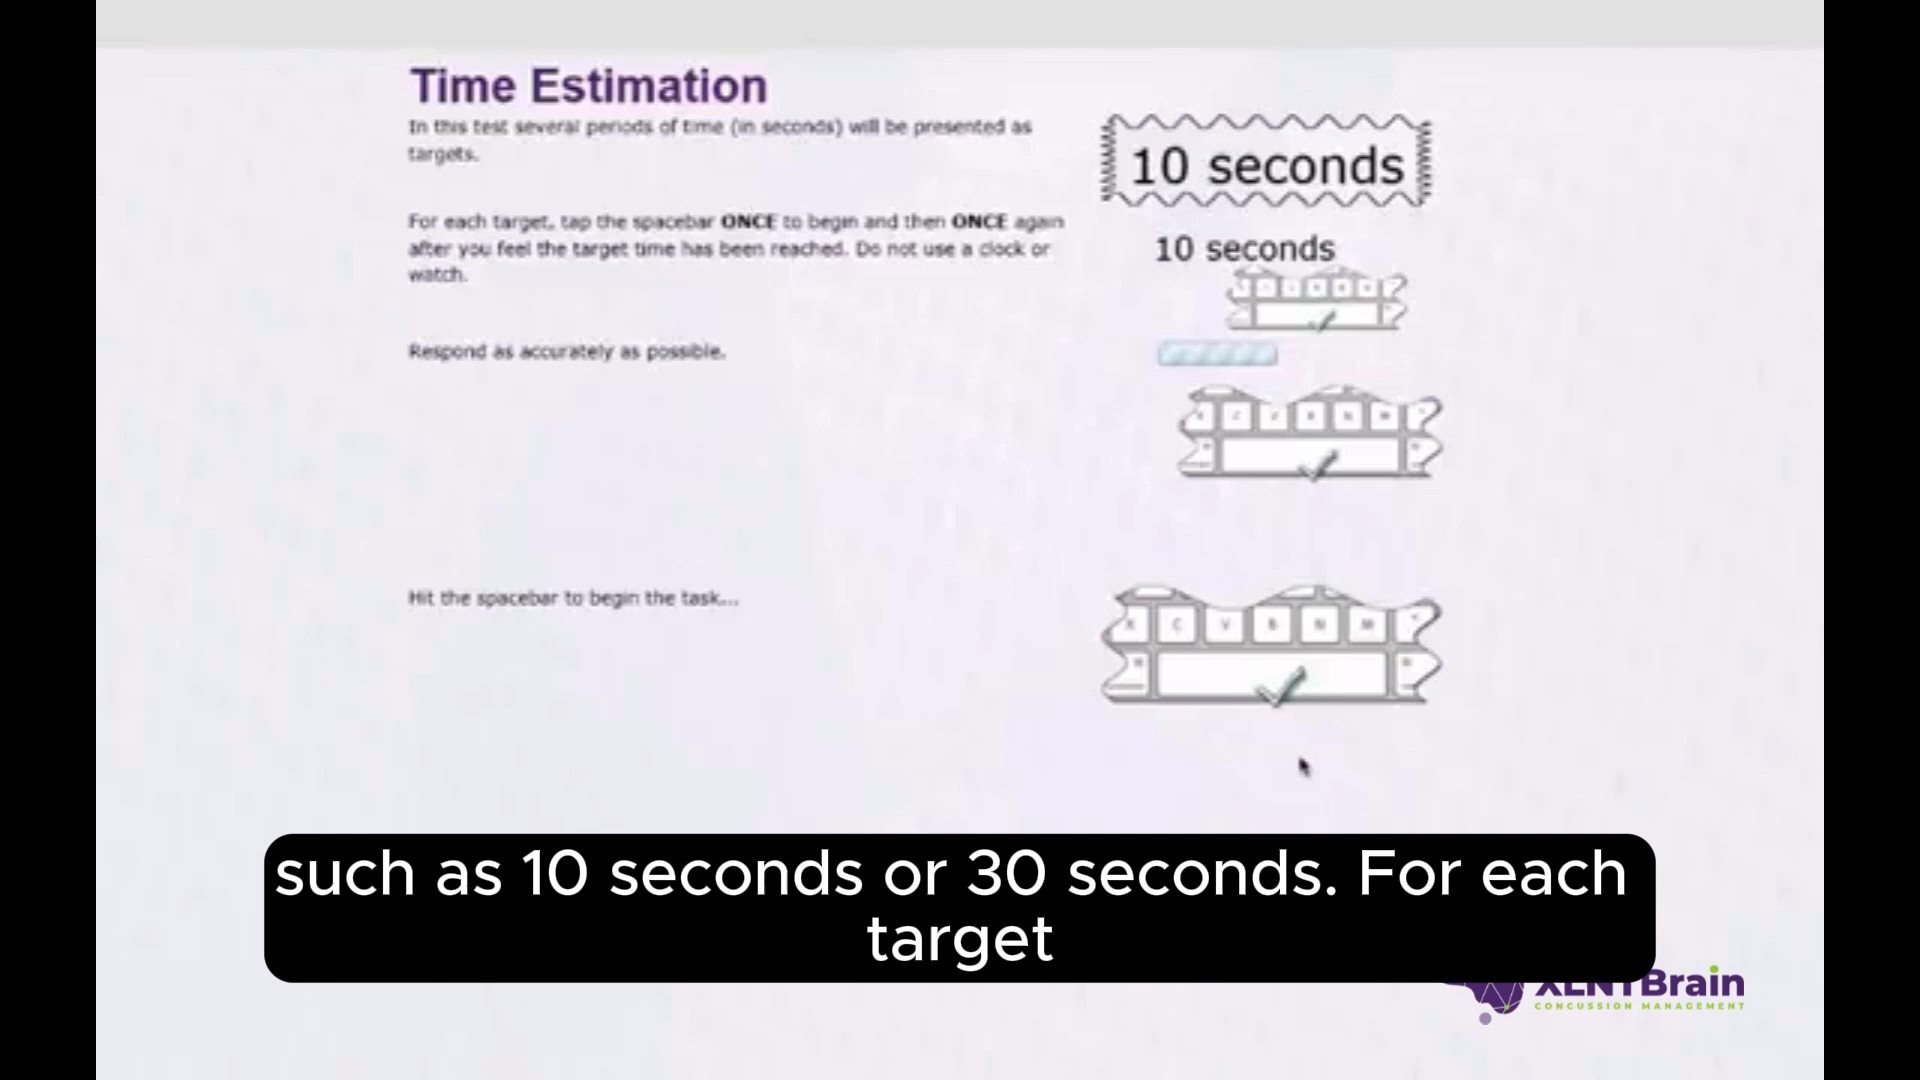 Time Estimation
In this test several periods of time (in seconds) will be presented as
targets.
10 seconds
For each target, tap the spacebar ONCE to begin and then ONCE again
after you feel the target time has been reached. Do not use a clock or
watch.
10 seconds
Respond as accurately as possible.
Hit the spacebar to begin the task...
X C V B N M
such as 10 seconds or 30 seconds. For each
target
XLNTBrain
CONCUSSION MANAGEMENT